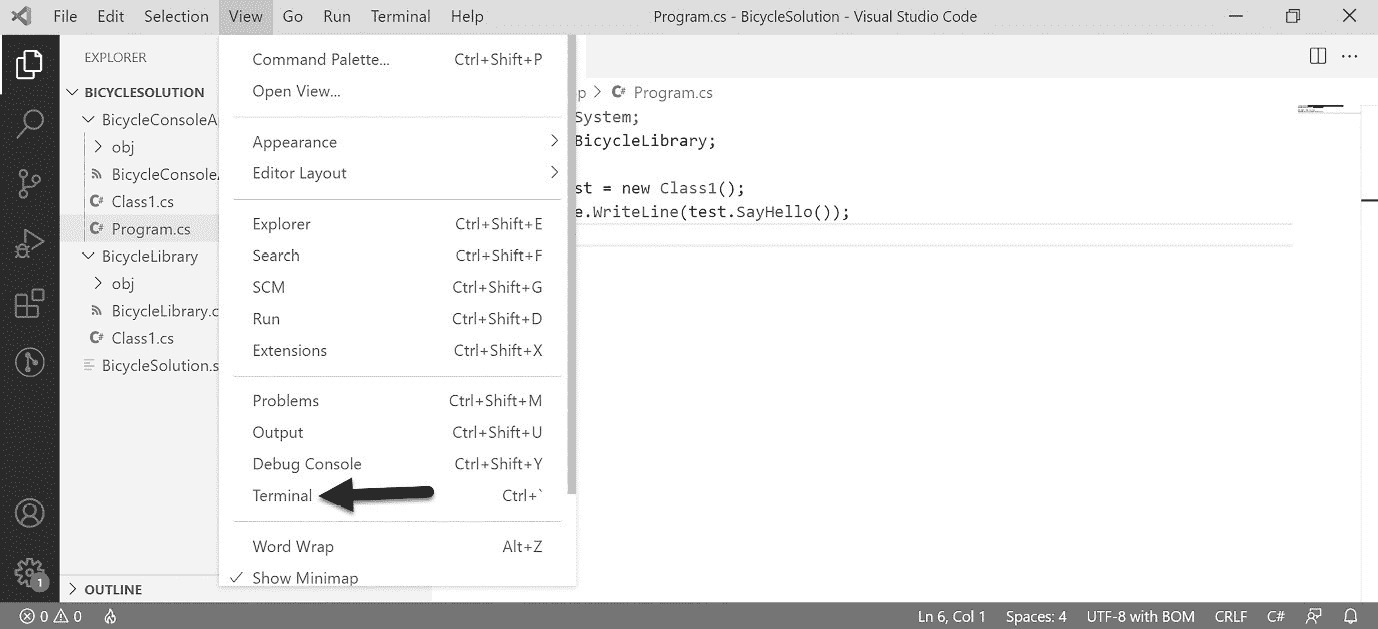 File Edit Selection View Go Run Terminal Help Program.cs - BicycleSolution - Visual Studio Code
EXPLORER
BICYCLESOLUTION
BicycleConsoleA
obj
BicycleConsole
Class1.cs
Program.cs
BicycleLibrary
obj
BicycleLibrary.c
Class1.cs
BicycleSolution.s
OUTLINE
Command Palette... Ctrl+Shift+P
Open View...
Appearance
Editor Layout
Explorer Ctrl+Shift+E
Search Ctrl+Shift+F
SCM Ctrl+Shift+G
Run Ctrl+Shift+D
Extensions Ctrl+Shift+X
Problems Ctrl+Shift+M
Output Ctrl+Shift+U
Debug Console Ctrl+Shift+Y
Terminal Ctrl+`
Word Wrap Alt+Z
Show Minimap
p > C# Program.cs
System;
BicycleLibrary;
st = new Class1();
e.WriteLine(test.SayHello());
1
0 0 Ln 6, Col 1 Spaces: 4 UTF-8 with BOM CRLF C#